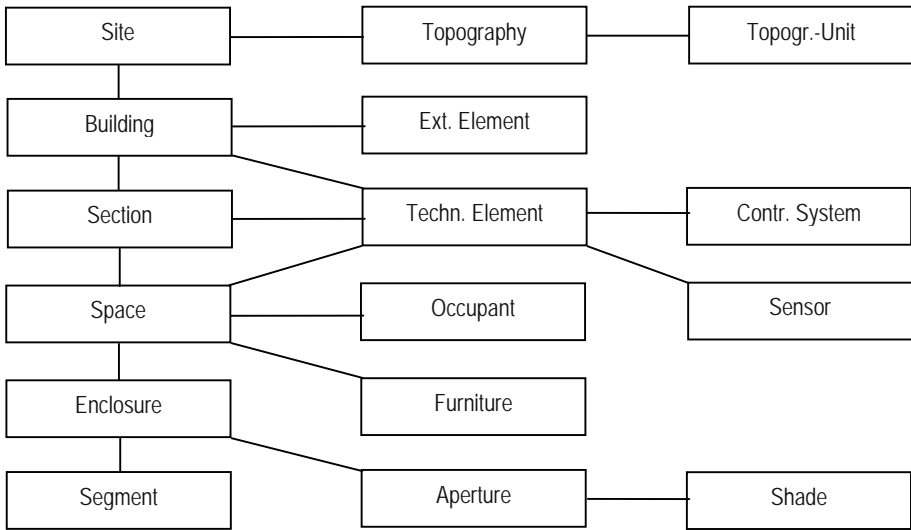 Site
Topography
Topogr.-Unit
Building
Ext. Element
Section
Techn. Element
Contr. System
Space
Occupant
Sensor
Enclosure
Furniture
Segment
Aperture
Shade